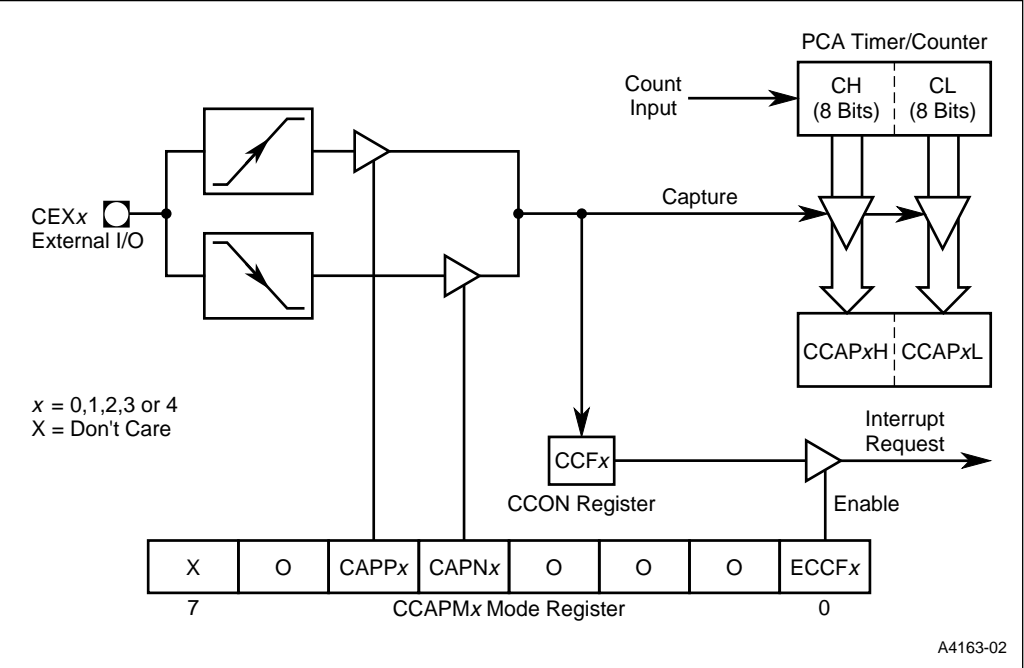 PCA Timer/Counter
Count
Input
CH
(8 Bits)
CL
(8 Bits)
CEXx
External I/O
Capture
CCAPxH
CCAPxL
x = 0,1,2,3 or 4
X = Don't Care
Interrupt
Request
CCFx
CCON Register
Enable
X
O
CAPPx
CAPNx
O
O
O
ECCFx
7
CCAPMx Mode Register
0
A4163-02